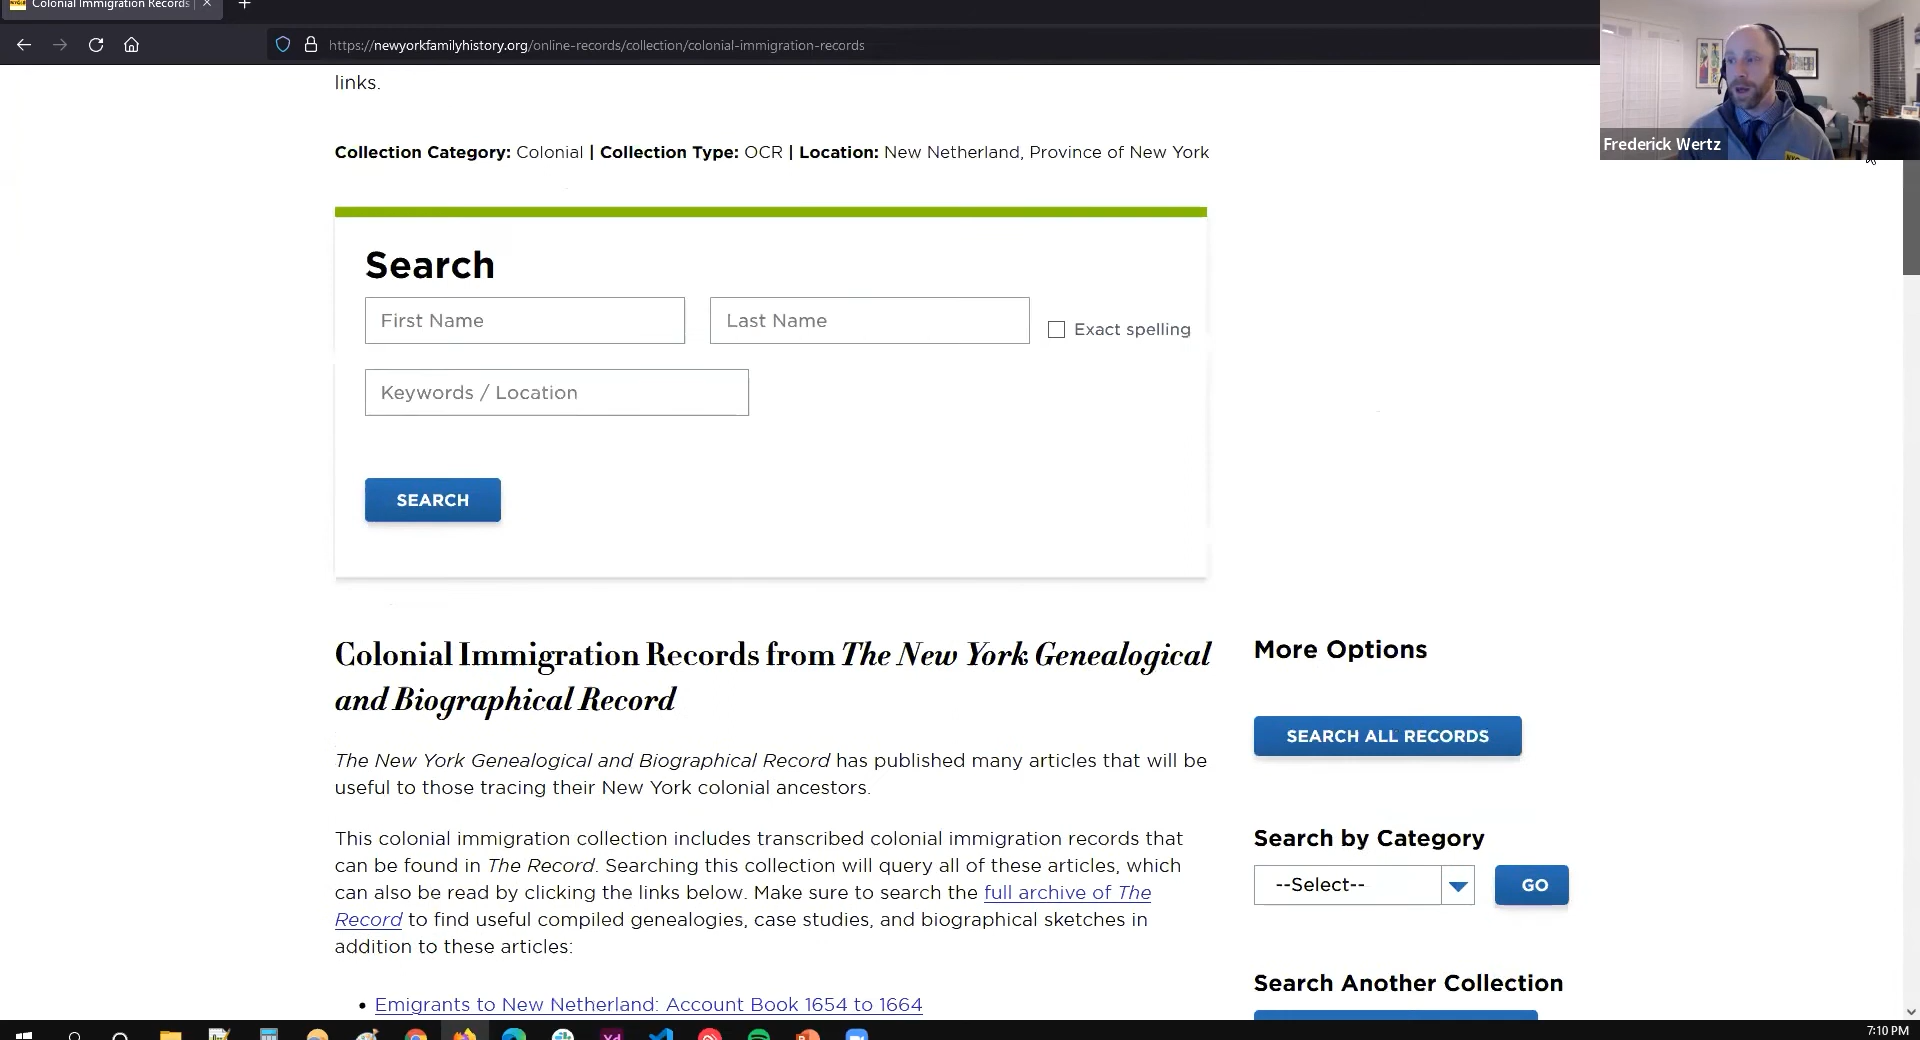 Colonial Immigration Records
https://newyorkfamilyhistory.org/online-records/collection/colonial-immigration-records
Frederick Wertz
links.
Collection Category: Colonial | Collection Type: OCR | Location: New Netherland, Province of New York
Search
First Name
Last Name
Exact spelling
Keywords / Location
SEARCH
Colonial Immigration Records from The New York Genealogical
and Biographical Record
The New York Genealogical and Biographical Record has published many articles that will be
useful to those tracing their New York colonial ancestors.
This colonial immigration collection includes transcribed colonial immigration records that
can be found in The Record. Searching this collection will query all of these articles, which
can also be read by clicking the links below. Make sure to search the full archive of The
Record to find useful compiled genealogies, case studies, and biographical sketches in
addition to these articles:
• Emigrants to New Netherland: Account Book 1654 to 1664
More Options
SEARCH ALL RECORDS
Search by Category
--Select--
GO
Search Another Collection
7:10 PM